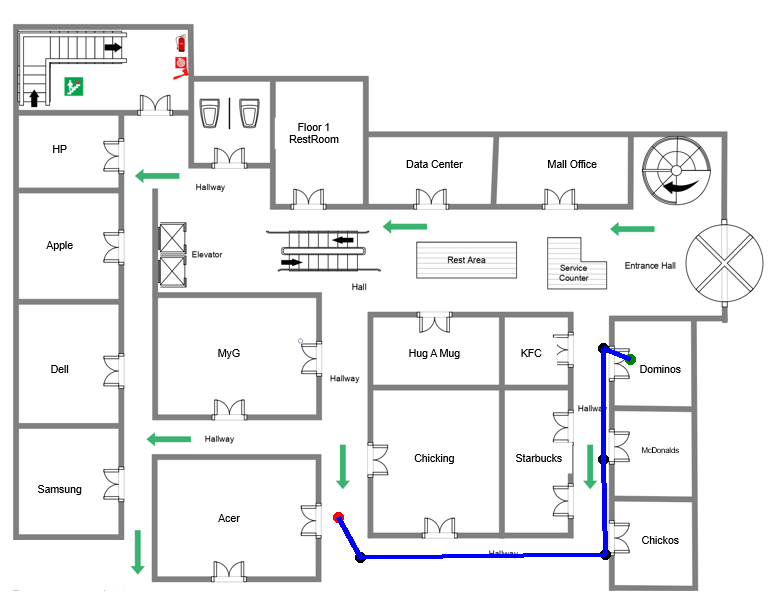 HP
Floor 1
RestRoom
Data Center
Mall Office
Hallway
Apple
Elevator
Rest Area
Service
Counter
Entrance Hall
Hall
MyG
Hug A Mug
KFC
Dell
Hallway
Dominos
Hallway
Hallway
Chicking
Starbucks
McDonalds
Samsung
Acer
Chickos
Hallway